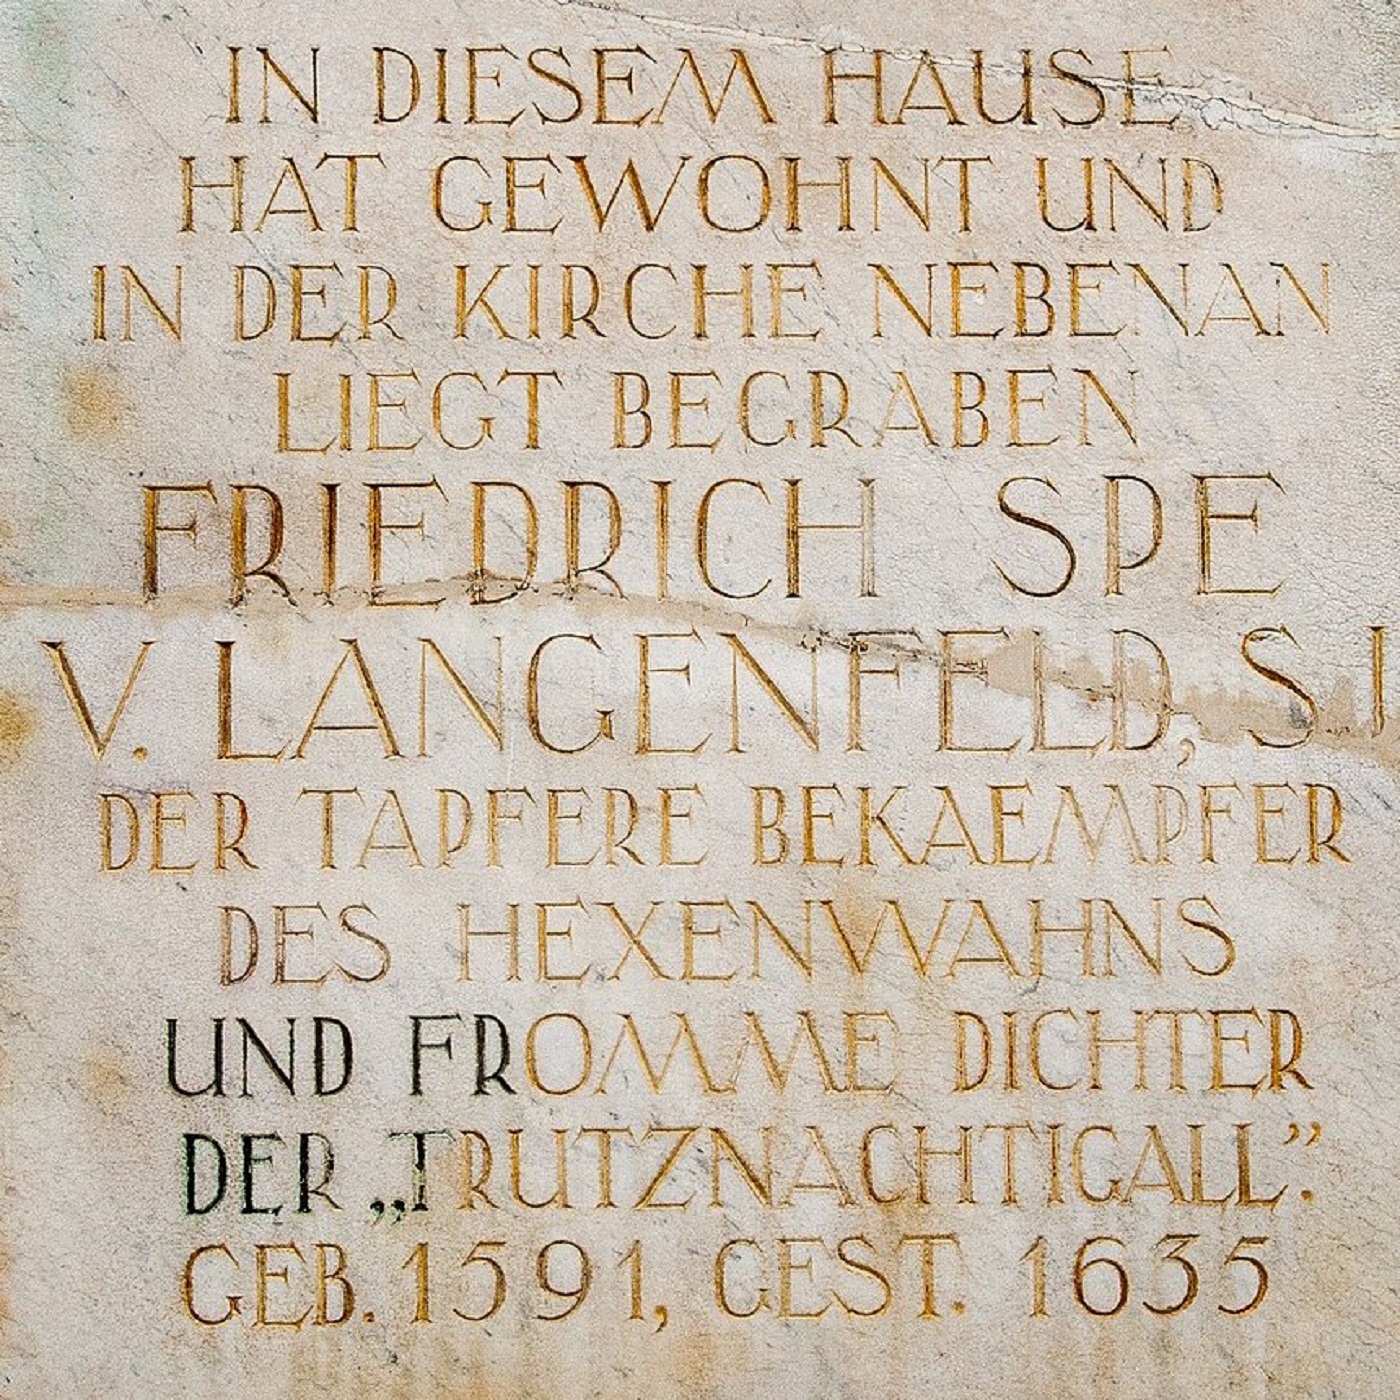 IN DIESEM HAUSE
HAT GEWOHNT UND
IN DER KIRCHE NEBENAN
LIEGT BEGRABEN
FRIEDRICH SPE
V. LANGENFELD, S J
DER TAPFERE BEKAEMPFER
DES HEXENWAHNS
UND FROMME DICHTER
DER „TRUTZNACHTIGALL”.
GEB. 1591, GEST. 1635